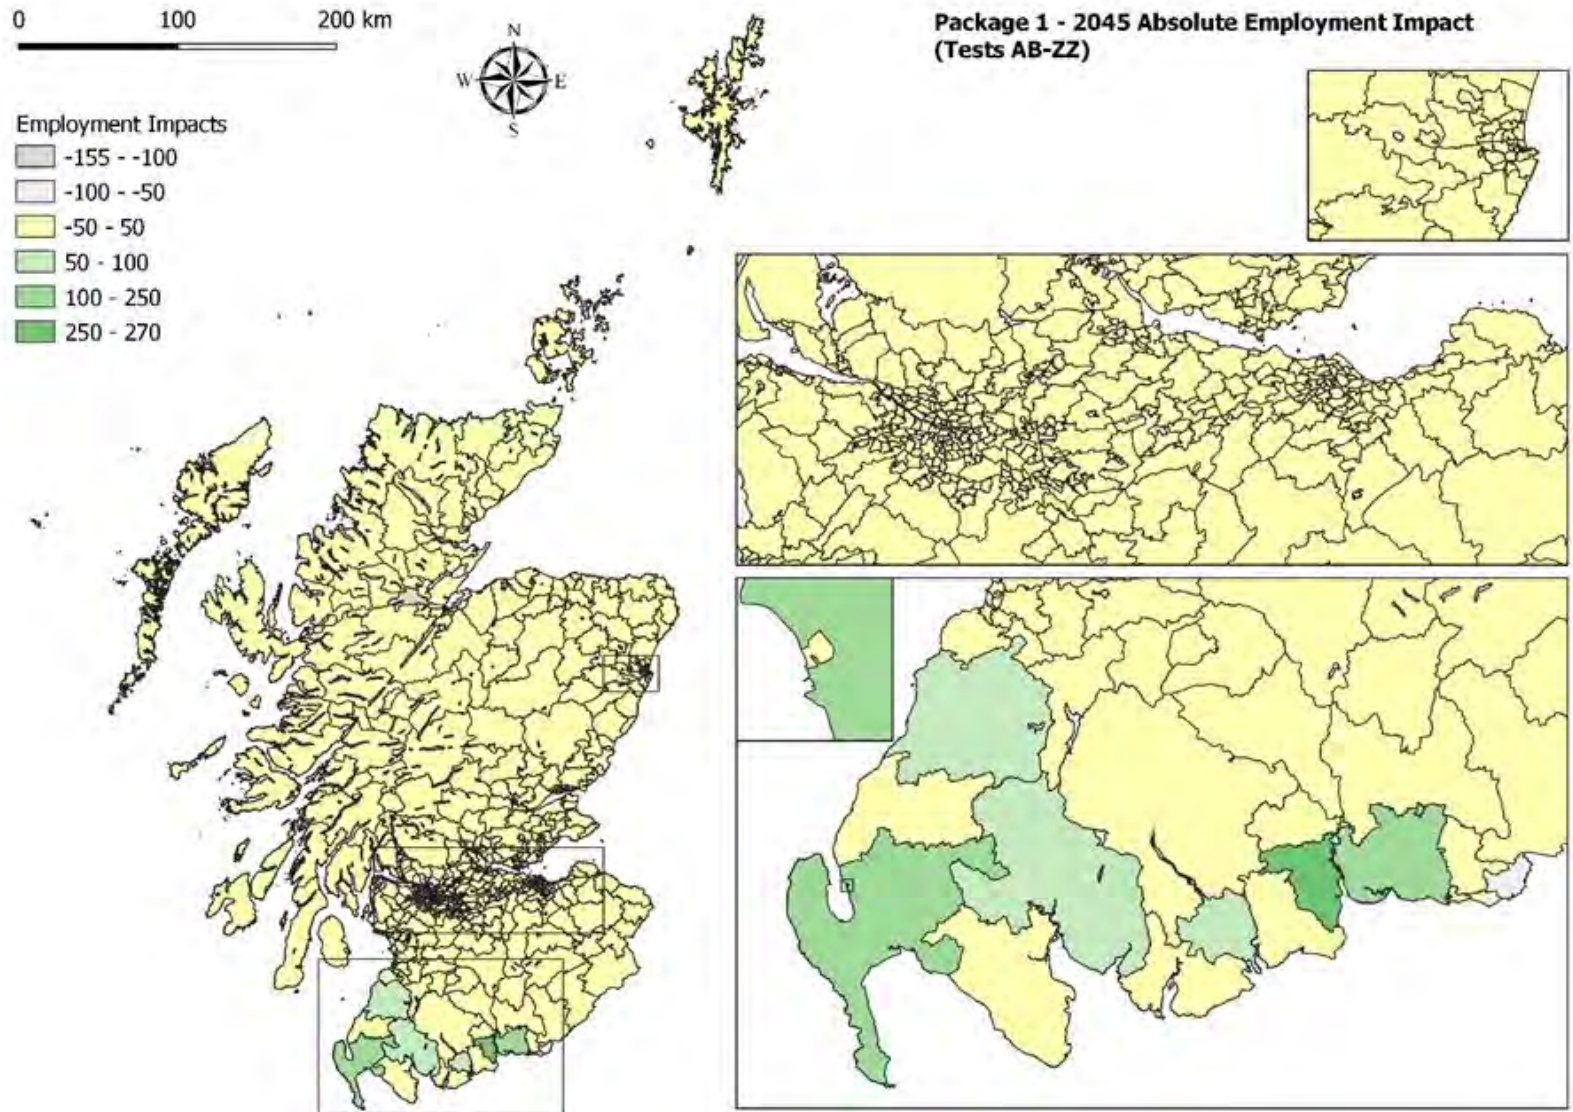 0 100 200 km
Package 1 - 2045 Absolute Employment Impact
(Tests AB-ZZ)
N
W E
S
Employment Impacts
-155 - -100
-100 - -50
-50 - 50
50 - 100
100 - 250
250 - 270